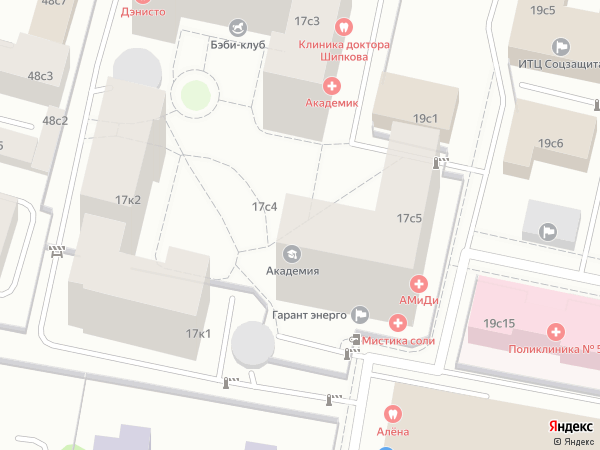 48с7
Дэнисто
17с3
19с5
Бэби-клуб
Клиника доктора
Шипкова
ИТЦ Соцзащита
48с3
Академик
48с2
19с1
19с6
17к2
17с4
17с5
Академия
АМиДи
Гарант энерго
19с15
17к1
Мистика соли
Поликлиника № 5
Алёна
Яндекс
© Яндекс